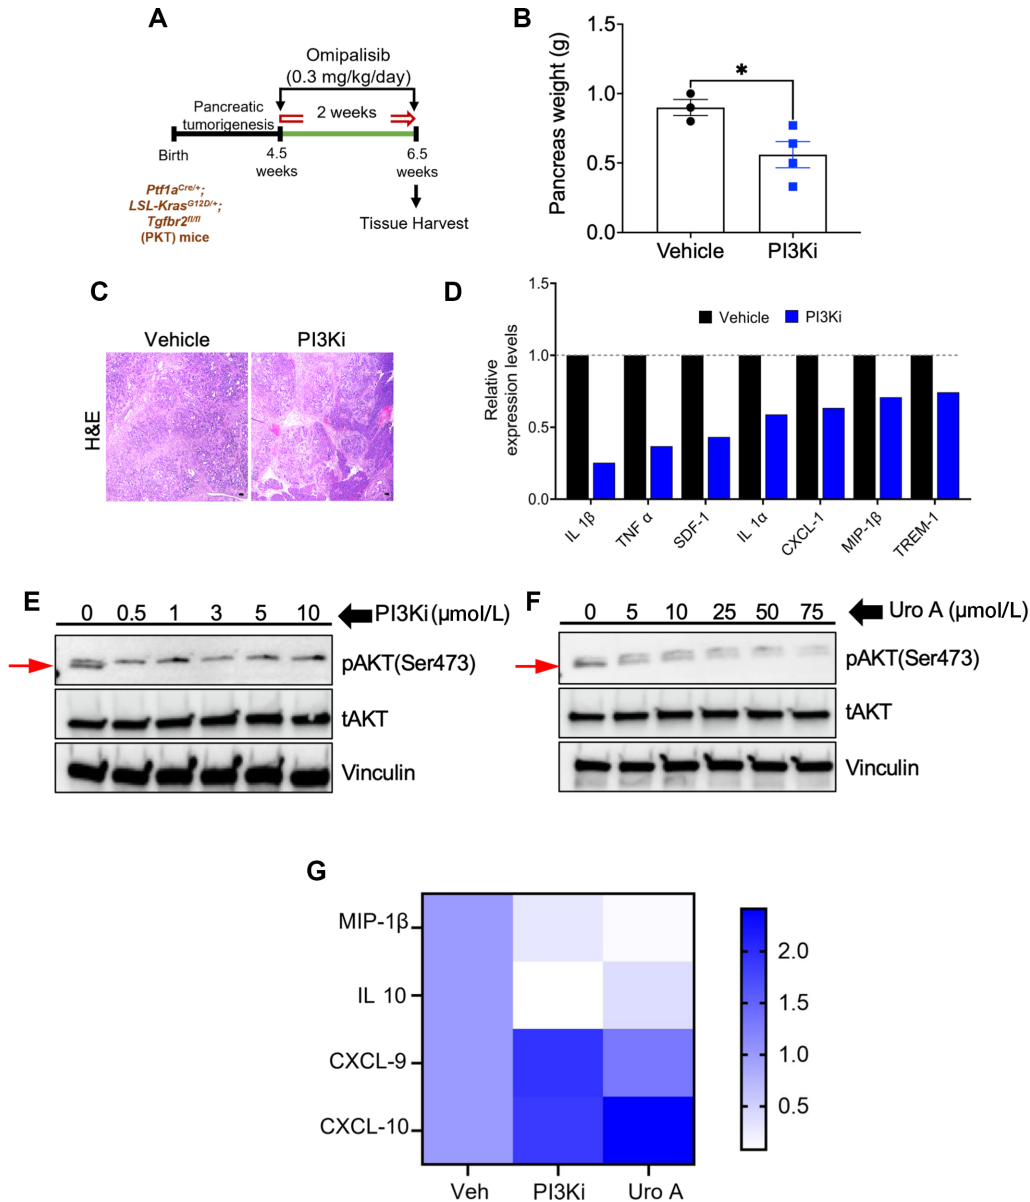 A
Omipalisib
(0.3 mg/kg/day)
Pancreatic
tumorigenesis
2 weeks
Birth
4.5
weeks
6.5
weeks
Ptf1aCre/+;
LSL-KrasG12D/+;
Tgfbr2fl/fl
(PKT) mice
Tissue Harvest
B
Pancreas weight (g)
1.5
1.0
0.5
0.0
*
Vehicle PI3Ki
C
Vehicle PI3Ki
H&E
D
Relative
expression levels
1.5
1.0
0.5
0.0
Vehicle PI3Ki
IL 1β
TNF α
SDF-1
IL 1α
CXCL-1
MIP-1β
TREM-1
E
0 0.5 1 3 5 10 PI3Ki (μmol/L)
pAKT(Ser473)
tAKT
Vinculin
F
0 5 10 25 50 75 Uro A (μmol/L)
pAKT(Ser473)
tAKT
Vinculin
G
MIP-1β
IL 10
CXCL-9
CXCL-10
Veh PI3Ki Uro A
2.0
1.5
1.0
0.5